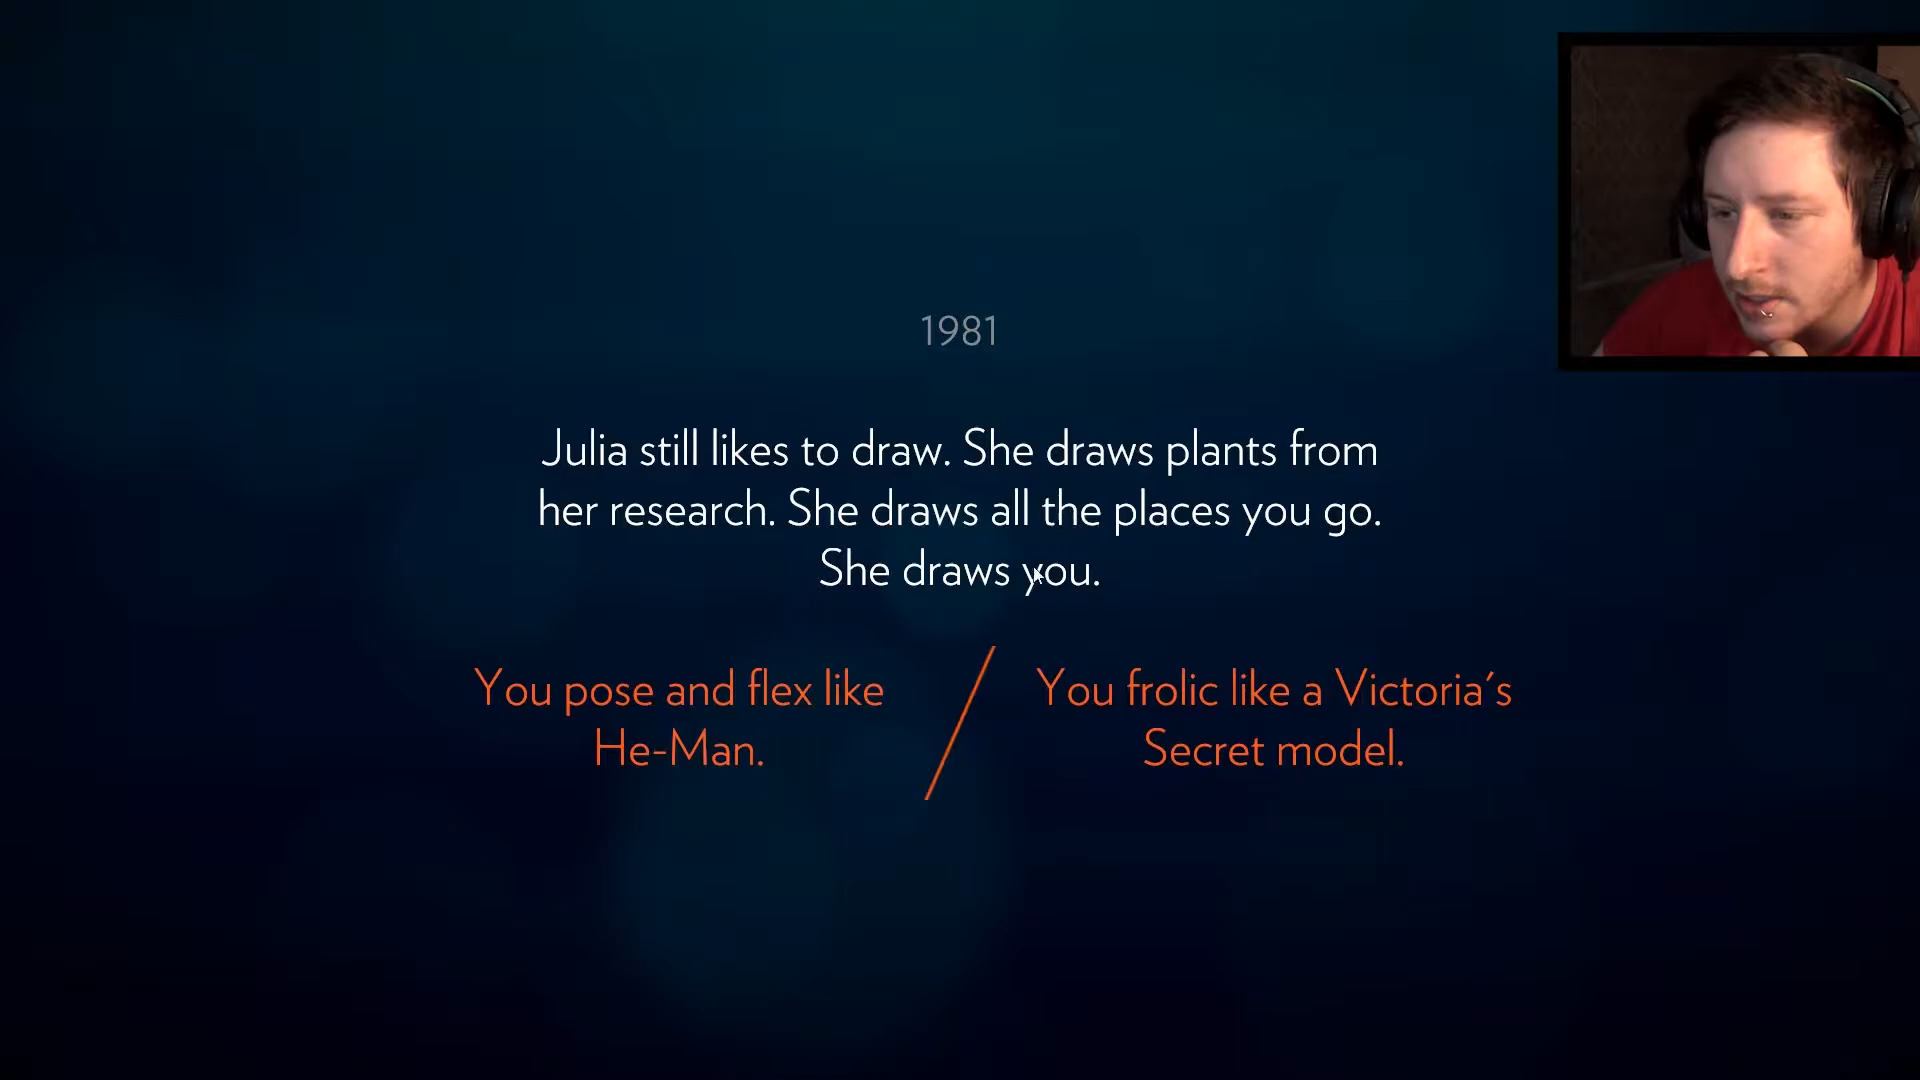 1981
Julia still likes to draw. She draws plants from
her research. She draws all the places you go.
She draws you.
You pose and flex like
He-Man.
You frolic like a Victoria's
Secret model.